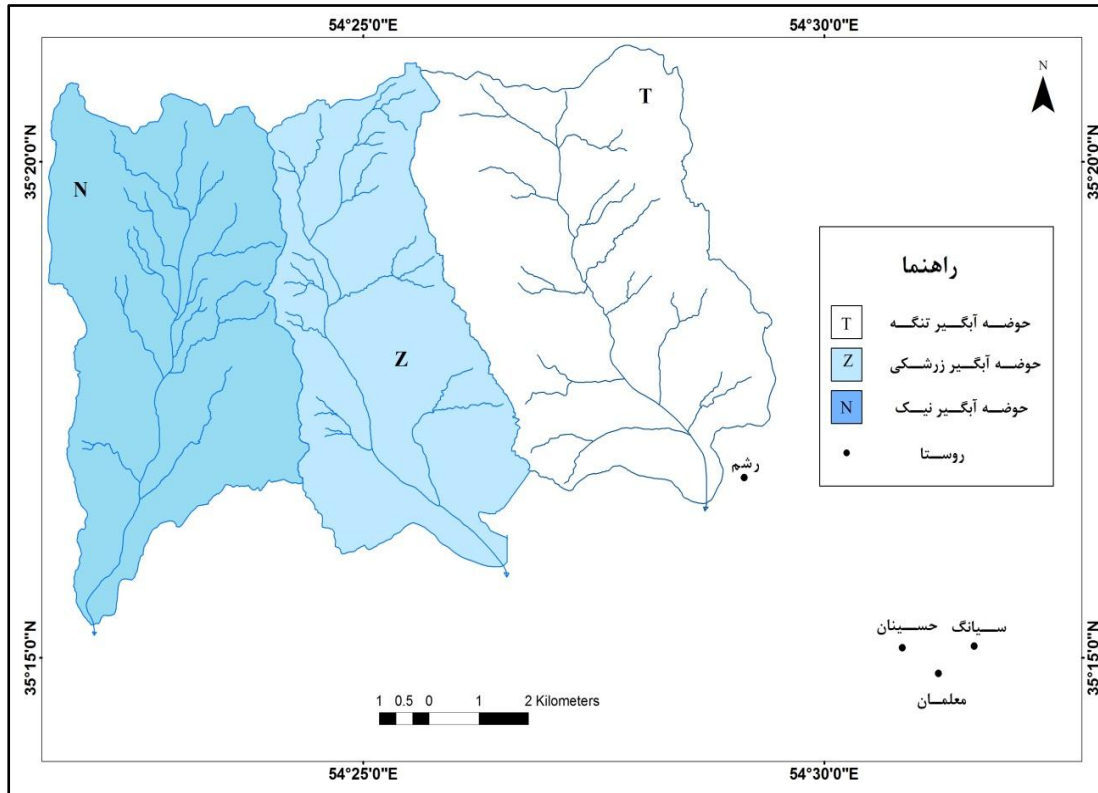 54°25'0"E
54°30'0"E
N
T
35°20'0"N
35°20'0"N
N
راهنما
T حوضه آبگیر تنگه
Z
Z حوضه آبگیر زرشکی
N حوضه آبگیر نیک
روستا
رشم
حسینان
سیانگ
35°15'0"N
35°15'0"N
معلمان
1 0.5 0 1 2 Kilometers
54°25'0"E
54°30'0"E